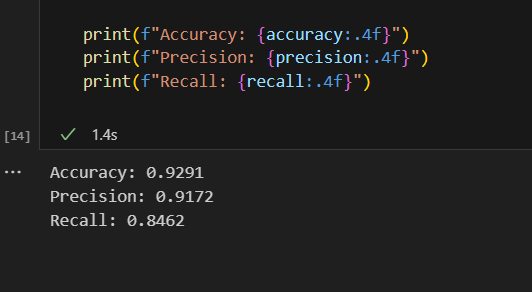 print(f"Accuracy: {accuracy:.4f}")
print(f"Precision: {precision:.4f}")
print(f"Recall: {recall:.4f}")
[14] 1.4s
... Accuracy: 0.9291
Precision: 0.9172
Recall: 0.8462